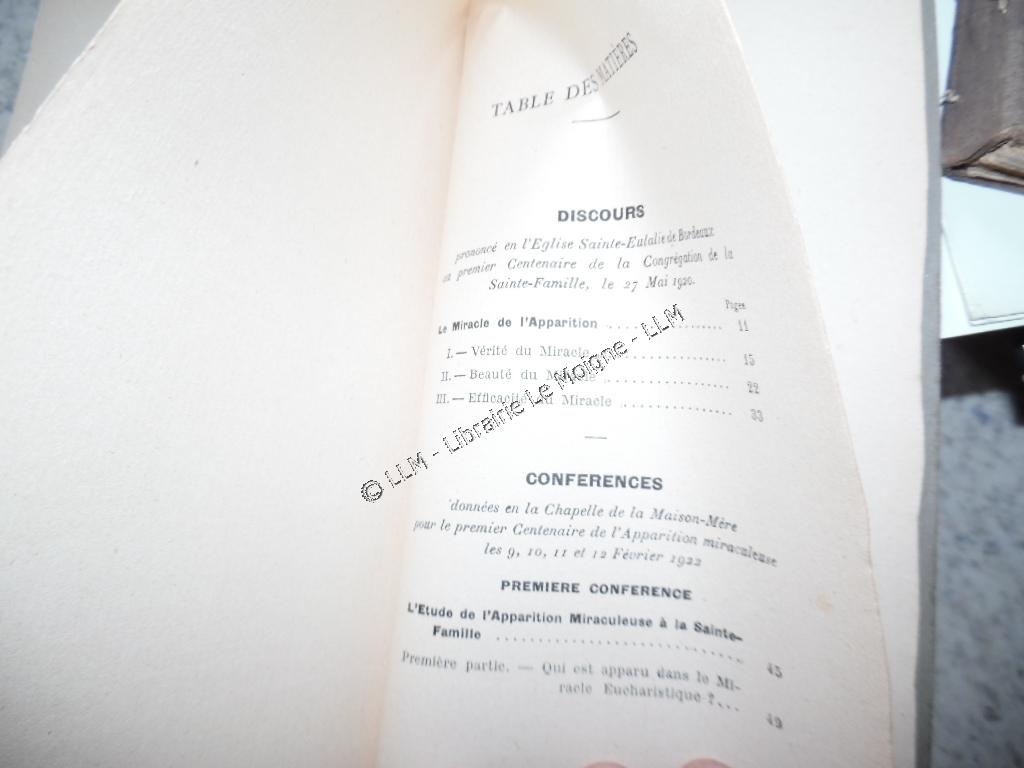 TABLE DES MATIÈRES
DISCOURS
prononcé en l'Eglise Sainte-Eulalie de Bordeaux
au premier Centenaire de la Congrégation de la
Sainte-Famille, le 27 Mai 1920.
Pages
Le Miracle de l'Apparition .................... 11
I. — Vérité du Miracle .................... 15
II. — Beauté du Miracle .................... 22
III. — Efficacité du Miracle .................... 33
CONFERENCES
données en la Chapelle de la Maison-Mère
pour le premier Centenaire de l'Apparition miraculeuse
les 9, 10, 11 et 12 Février 1922
PREMIERE CONFERENCE
L'Etude de l'Apparition Miraculeuse à la Sainte-
Famille .................... 45
Première partie. — Qui est apparu dans le Mi-
racle Eucharistique ?... 49
© LLM - Librairie Le Moigne - LLM